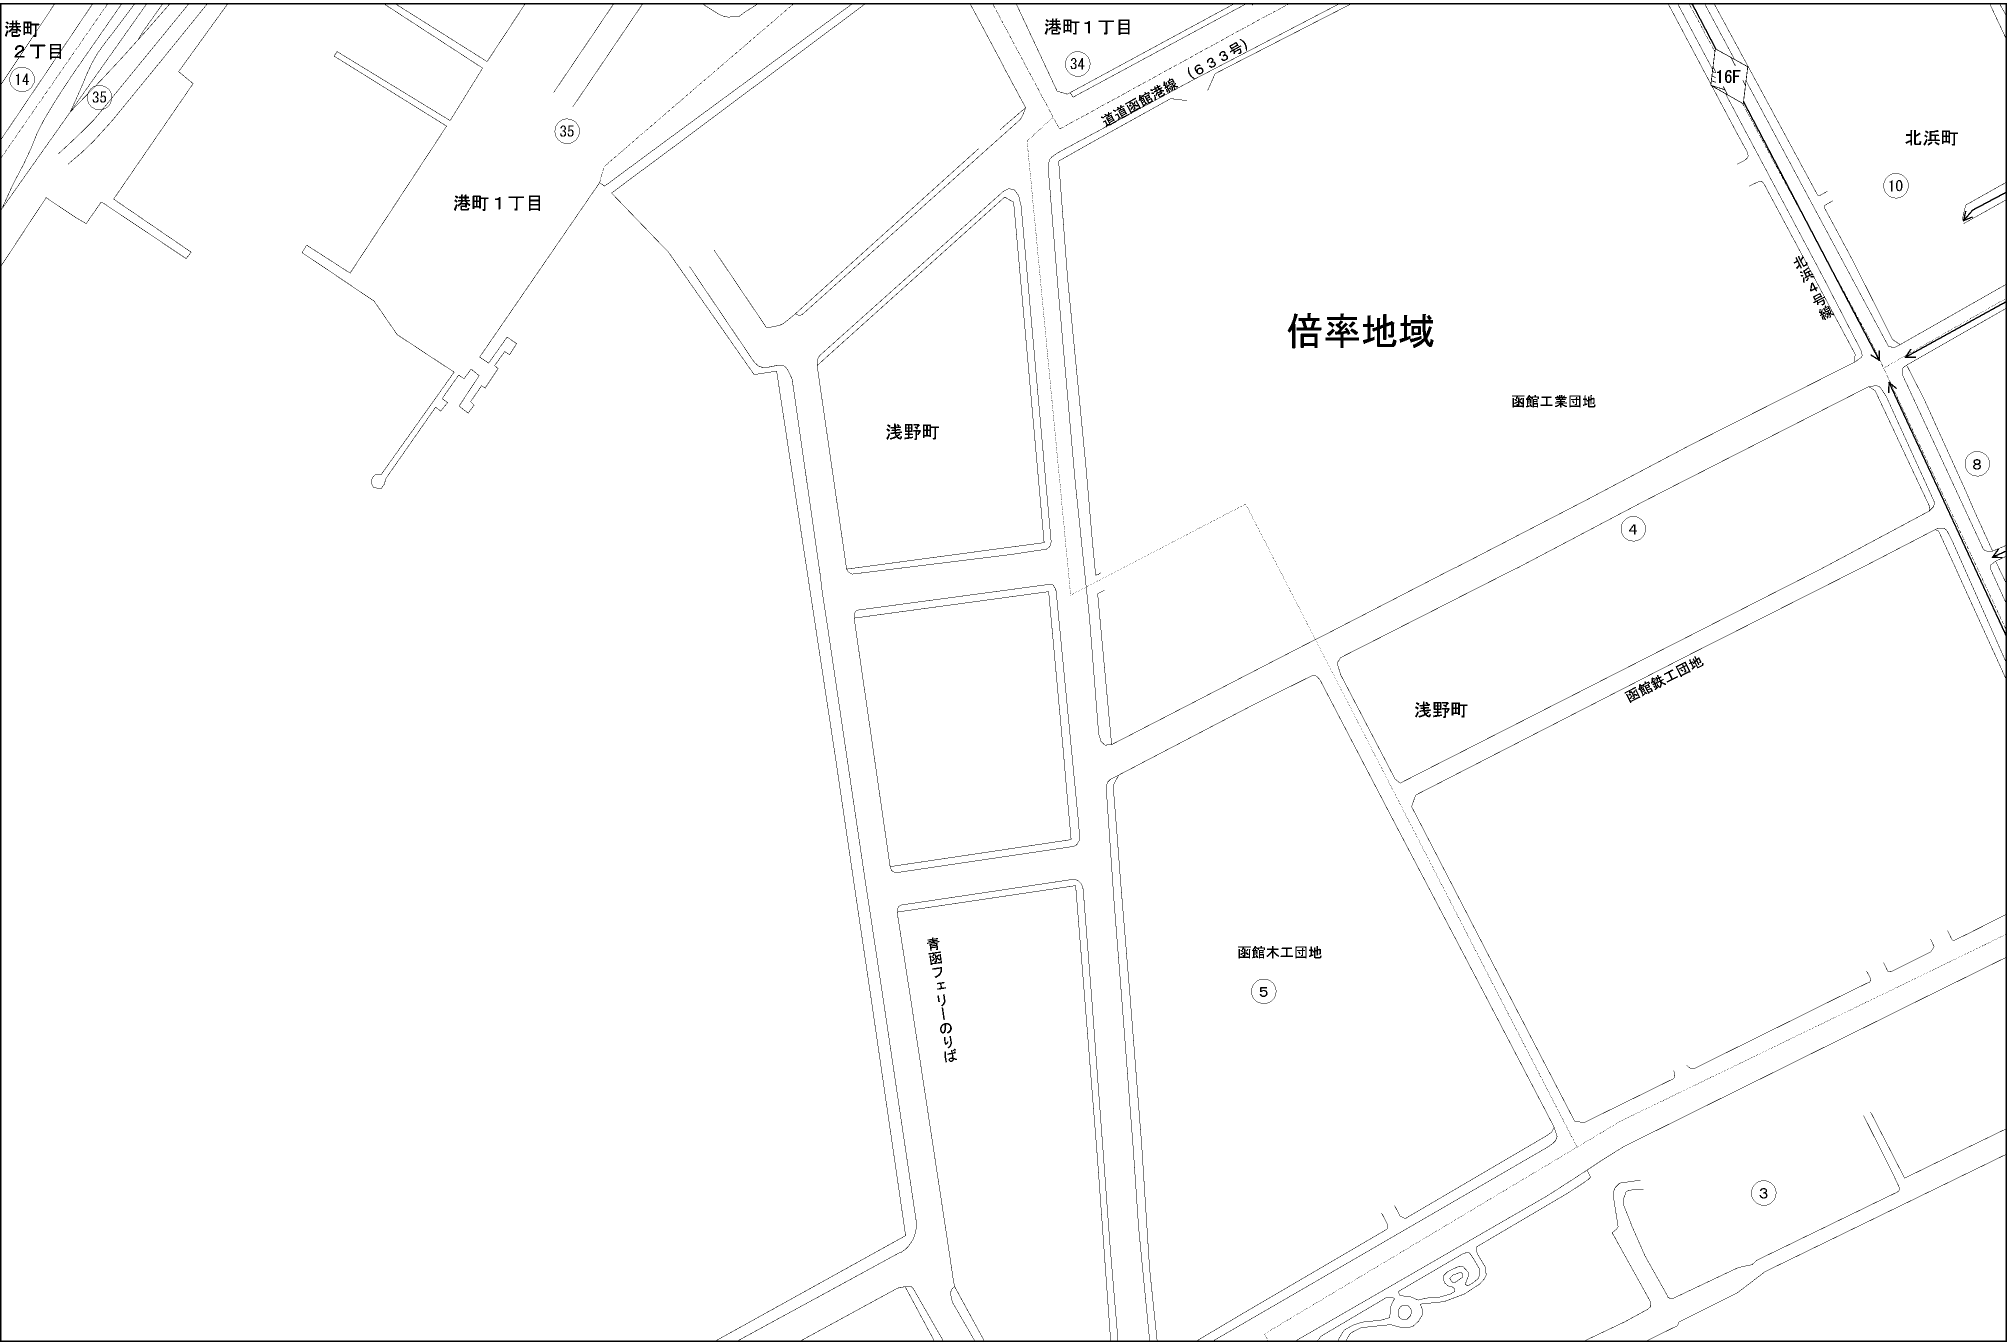 港町
２丁目
14
35
35
港町１丁目
港町１丁目
34
道道函館港線　(６３３号)
16F
北浜町
10
北浜４号線
倍率地域
函館工業団地
浅野町
8
4
函館鉄工団地
浅野町
青函フェリーのりば
函館木工団地
5
3